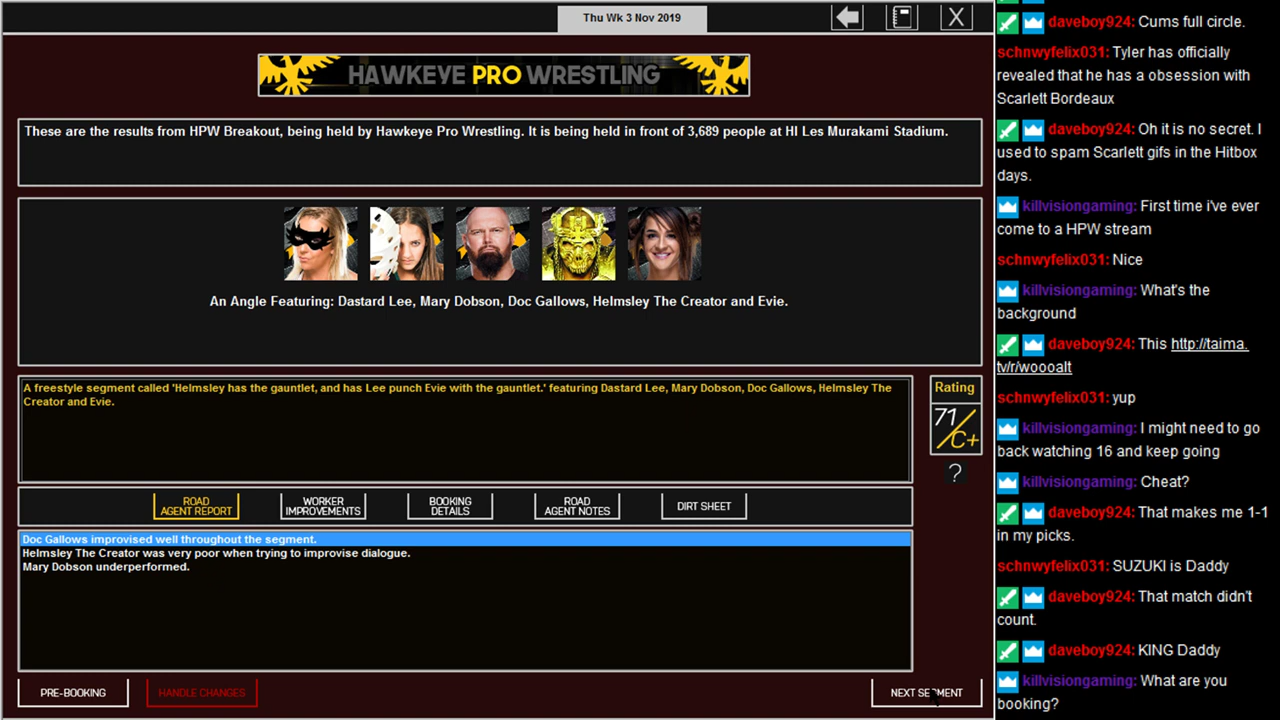 Thu Wk 3 Nov 2019
HAWKEYE PRO WRESTLING
These are the results from HPW Breakout, being held by Hawkeye Pro Wrestling. It is being held in front of 3,689 people at HI Les Murakami Stadium.
An Angle Featuring: Dastard Lee, Mary Dobson, Doc Gallows, Helmsley The Creator and Evie.
A freestyle segment called 'Helmsley has the gauntlet, and has Lee punch Evie with the gauntlet.' featuring Dastard Lee, Mary Dobson, Doc Gallows, Helmsley The
Creator and Evie.
Rating
71/C+
?
ROAD
AGENT REPORT
WORKER
IMPROVEMENTS
BOOKING
DETAILS
ROAD
AGENT NOTES
DIRT SHEET
Doc Gallows improvised well throughout the segment.
Helmsley The Creator was very poor when trying to improvise dialogue.
Mary Dobson underperformed.
PRE-BOOKING
HANDLE CHANGES
NEXT SEGMENT
daveboy924: Cums full circle.
schnwyfelix031: Tyler has officially
revealed that he has a obsession with
Scarlett Bordeaux
daveboy924: Oh it is no secret. I
used to spam Scarlett gifs in the Hitbox
days.
killvisiongaming: First time i've ever
come to a HPW stream
schnwyfelix031: Nice
killvisiongaming: What's the
background
daveboy924: This http://taima.
tv/r/woooalt
schnwyfelix031: yup
killvisiongaming: I might need to go
back watching 16 and keep going
killvisiongaming: Cheat?
daveboy924: That makes me 1-1
in my picks.
schnwyfelix031: SUZUKI is Daddy
daveboy924: That match didn't
count.
daveboy924: KING Daddy
killvisiongaming: What are you
booking?